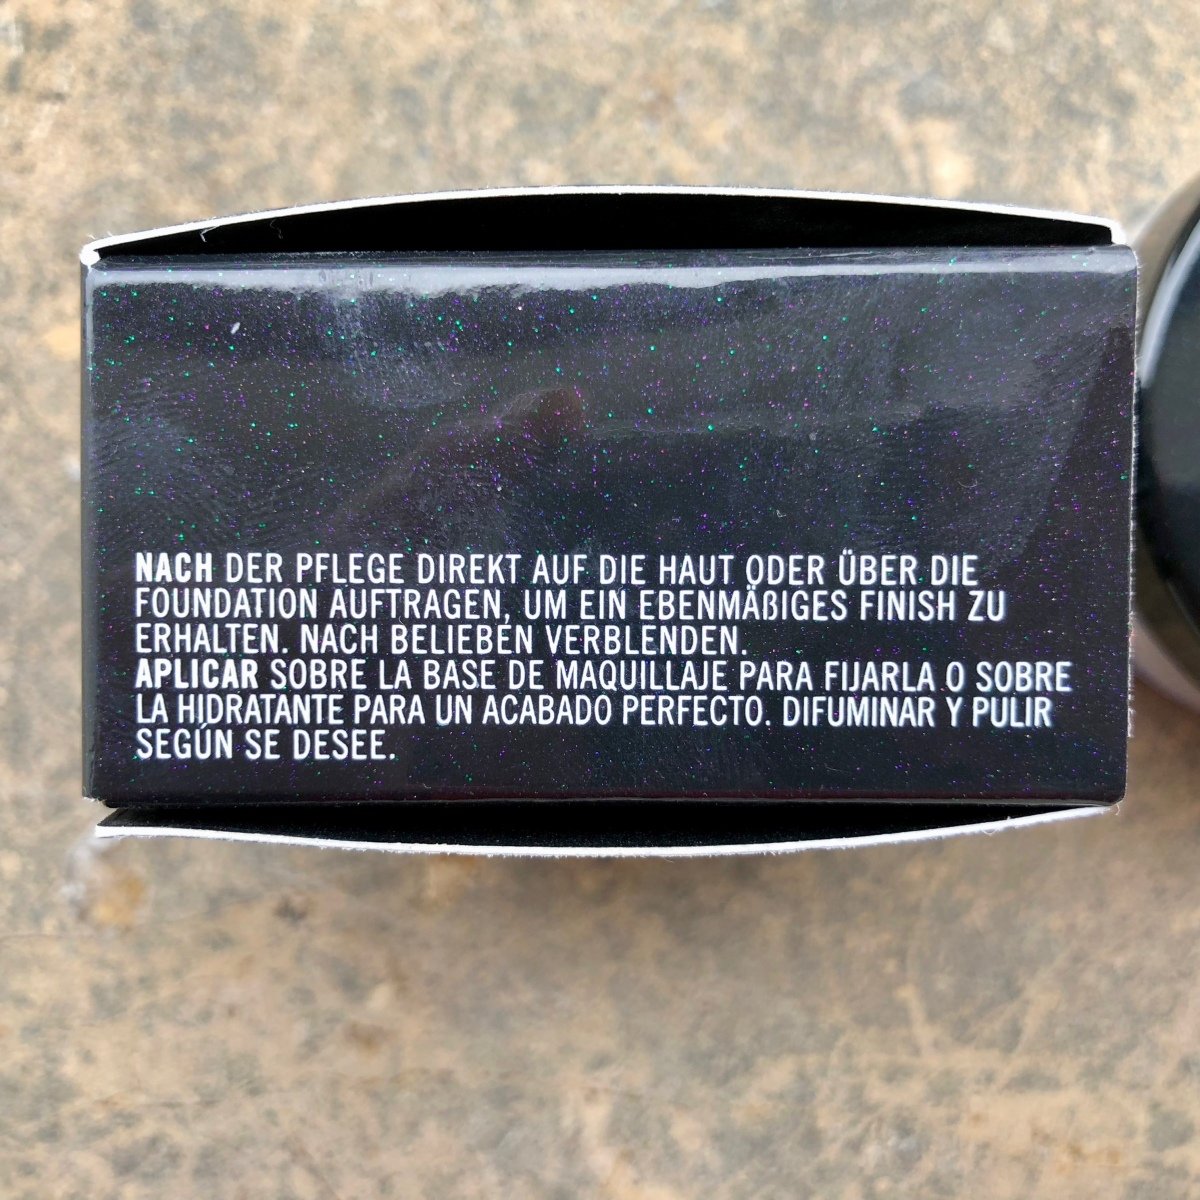 NACH DER PFLEGE DIREKT AUF DIE HAUT ODER ÜBER DIE
FOUNDATION AUFTRAGEN, UM EIN EBENMÄßIGES FINISH ZU
ERHALTEN. NACH BELIEBEN VERBLENDEN.
APLICAR SOBRE LA BASE DE MAQUILLAJE PARA FIJARLA O SOBRE
LA HIDRATANTE PARA UN ACABADO PERFECTO. DIFUMINAR Y PULIR
SEGÚN SE DESEE.